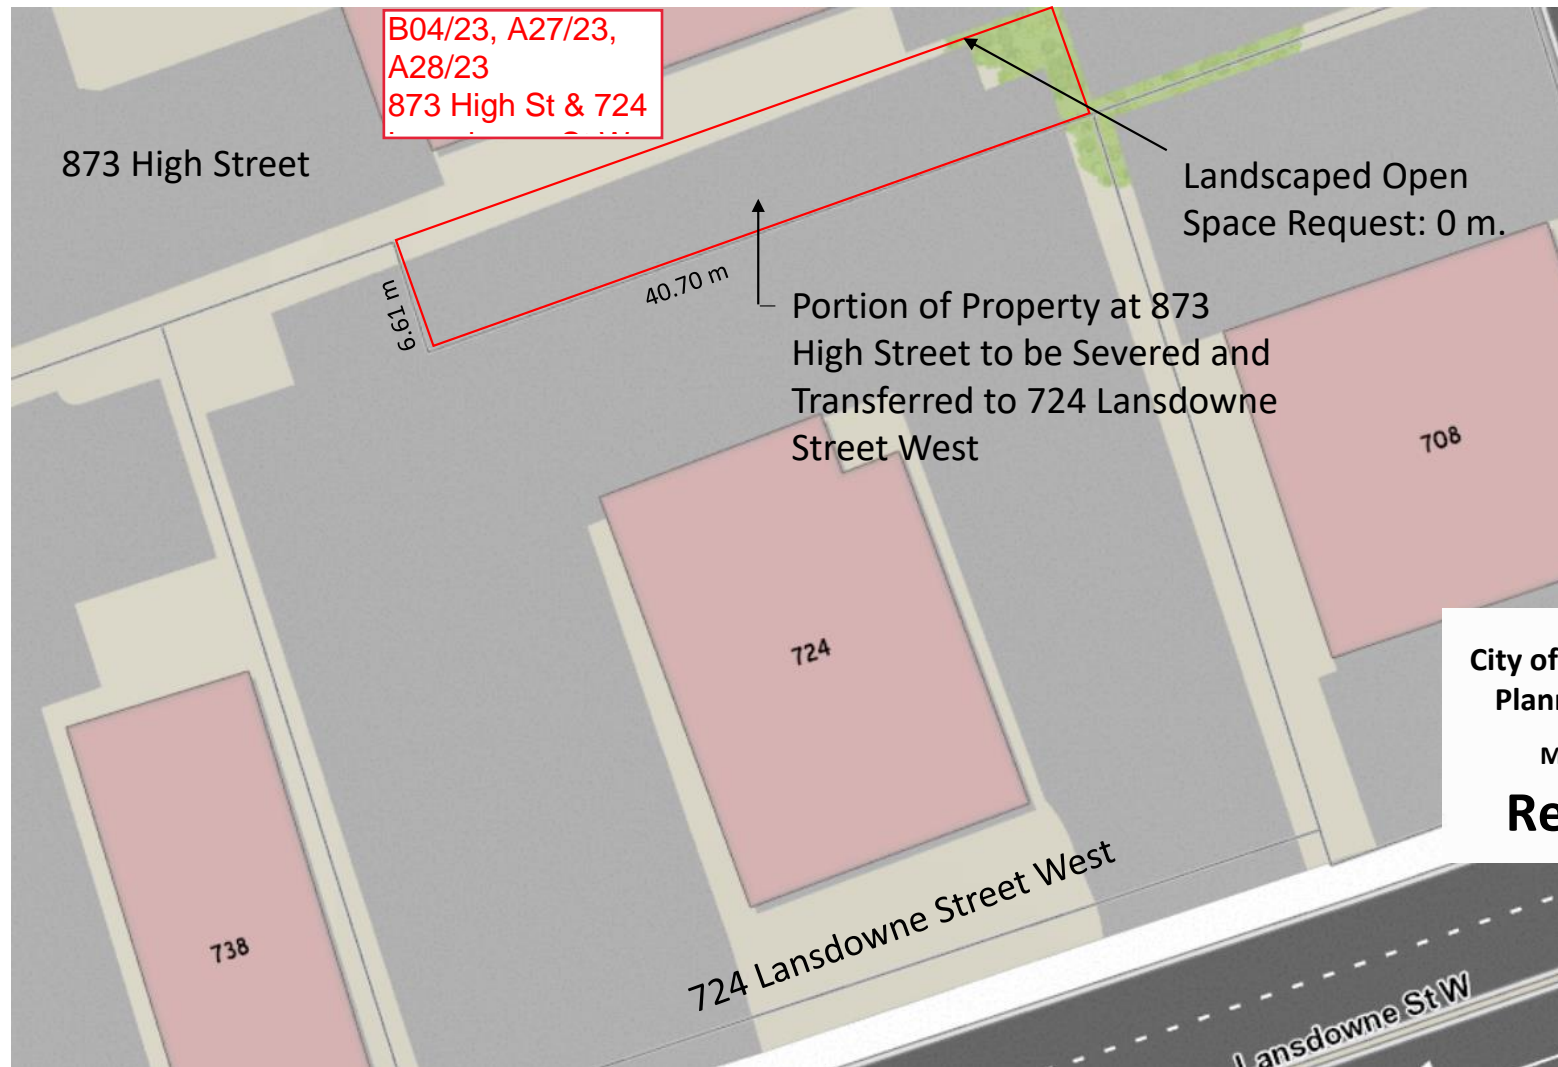 B04/23, A27/23,
A28/23
873 High St & 724
873 High Street
Landscaped Open
Space Request: 0 m.
6.61 m
40.70 m
Portion of Property at 873
High Street to be Severed and
Transferred to 724 Lansdowne
Street West
708
724
City of
738
724 Lansdowne Street West
Lansdowne St W